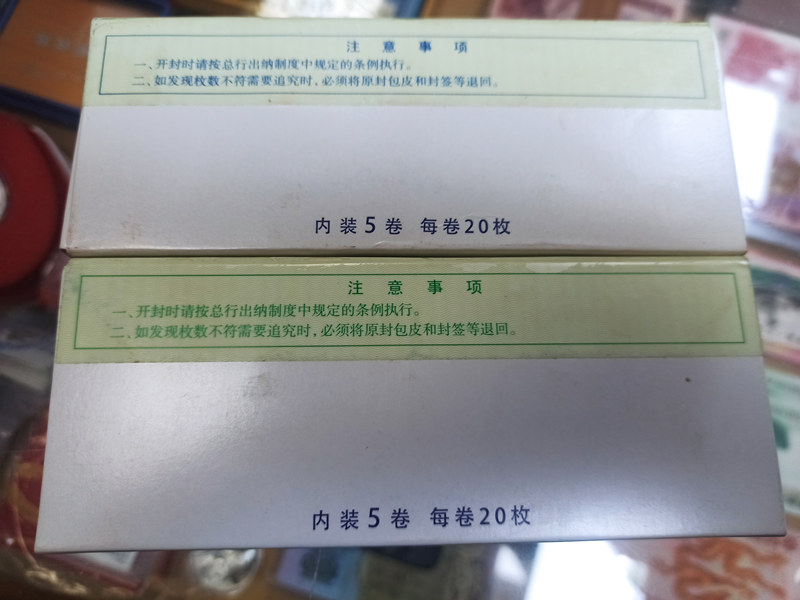 注意事项
一、开封时请按总行出纳制度中规定的条例执行。
二、如发现枚数不符需要追究时、必须将原封包皮和封签等退回。
内装5卷 每卷20枚
注意事项
一、开封时请按总行出纳制度中规定的条例执行。
二、如发现枚数不符需要追究时，必须将原封包皮和封签等退回。
内装5卷 每卷20枚